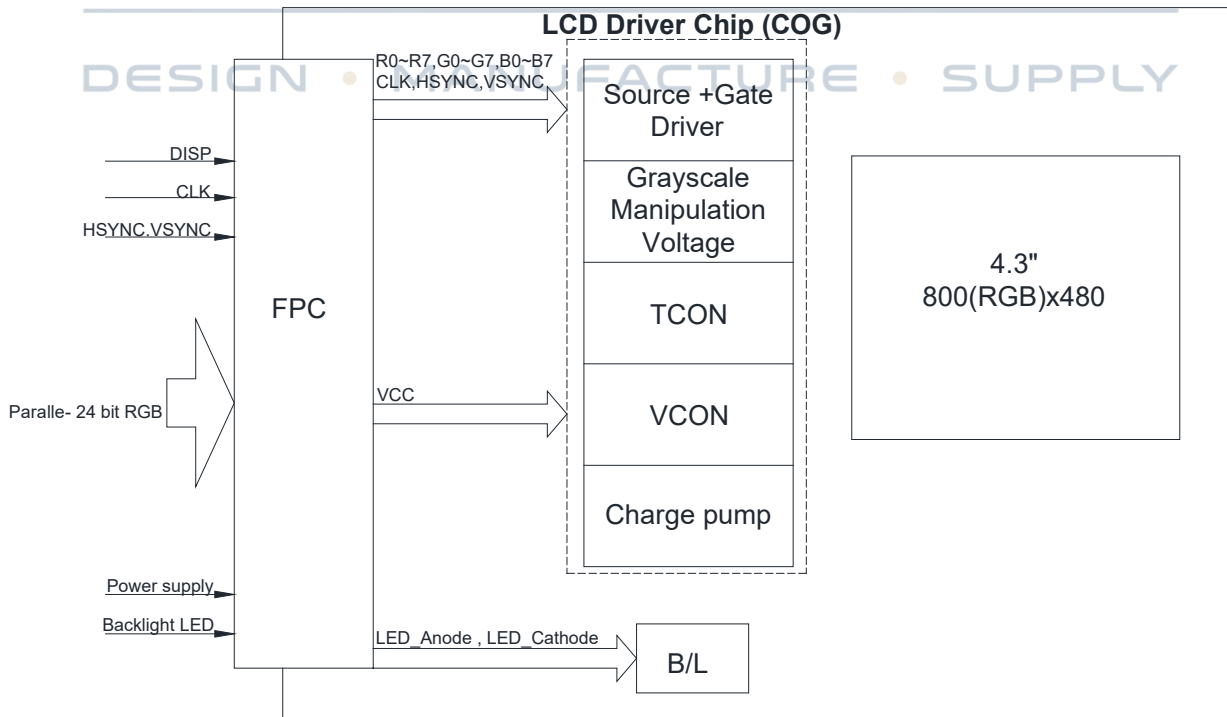 LCD Driver Chip (COG)
DESIGN • MANUFACTURE • SUPPLY
R0~R7,G0~G7,B0~B7
CLK,HSYNC,VSYNC
Source +Gate
Driver
DISP
CLK
HSYNC.VSYNC
Grayscale
Manipulation
Voltage
4.3"
800(RGB)x480
FPC
TCON
Paralle- 24 bit RGB
VCC
VCON
Charge pump
Power supply
Backlight LED
LED_Anode , LED_Cathode
B/L